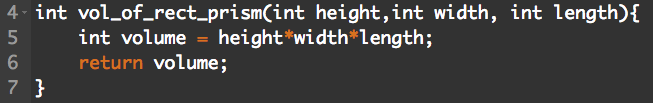 4 int vol_of_rect_prism(int height,int width, int length){
5     int volume = height*width*length;
6     return volume;
7 }